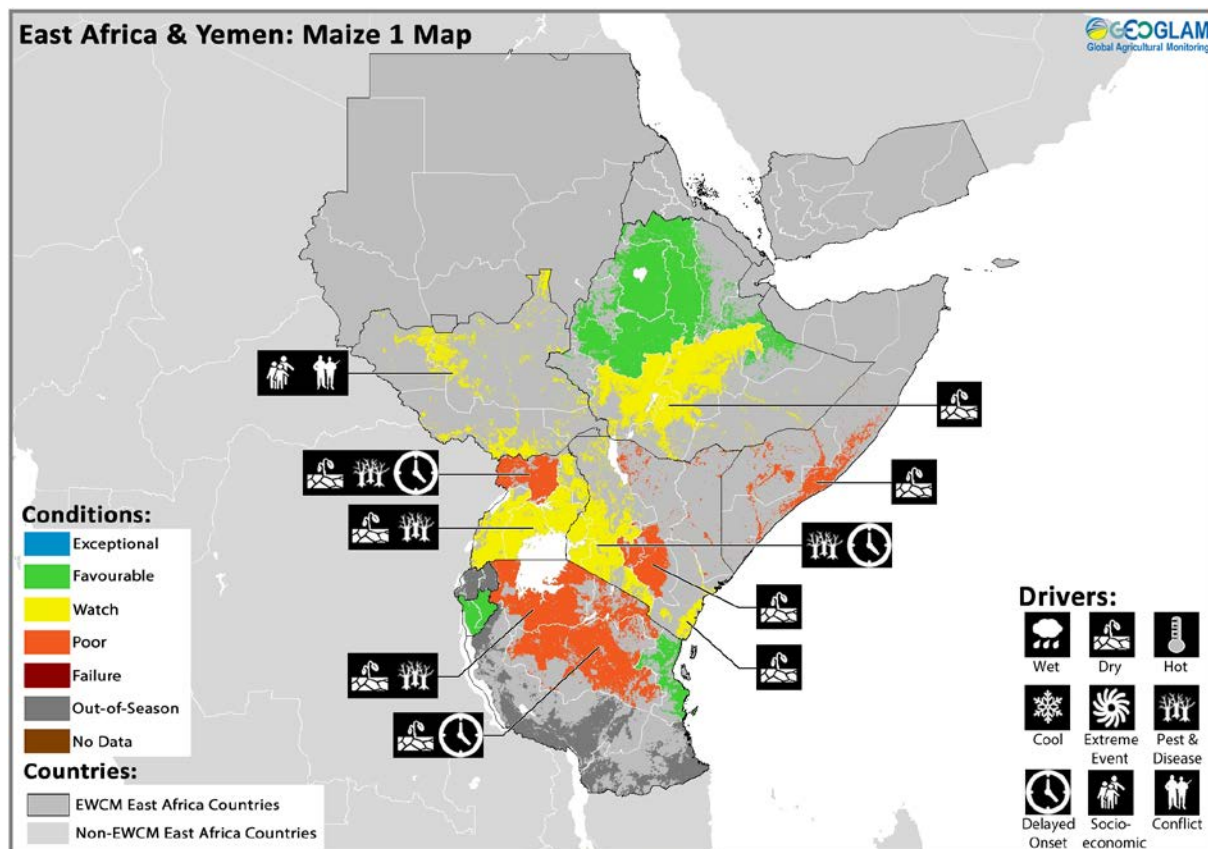 East Africa & Yemen: Maize 1 Map
GEOGLAM
Global Agricultural Monitoring
Conditions:
Exceptional
Favourable
Watch
Poor
Failure
Out-of-Season
No Data
Countries:
EWCM East Africa Countries
Non-EWCM East Africa Countries
Drivers:
Wet
Dry
Hot
Cool
Extreme
Event
Pest &
Disease
Delayed
Onset
Socio-
economic
Conflict